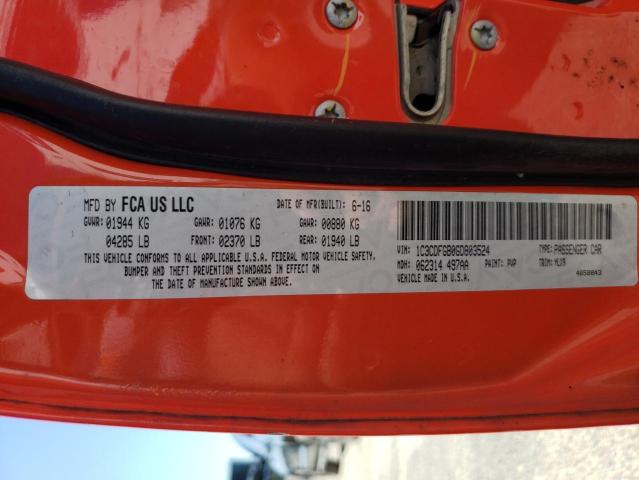 MFD BY FCA US LLC DATE OF MFR(BUILT): 6-16
GVWR: 01944 KG GAWR: 01076 KG GAWR: 00880 KG
04285 LB FRONT: 02370 LB REAR: 01940 LB
THIS VEHICLE CONFORMS TO ALL APPLICABLE U.S.A. FEDERAL MOTOR VEHICLE SAFETY,
BUMPER AND THEFT PREVENTION STANDARDS IN EFFECT ON
THE DATE OF MANUFACTURE SHOWN ABOVE.
VIN: 1C3CDFGB0GD803524 TYPE: PASSENGER CAR
MDH: 062314 497AA PAINT: PVP TRIM: MLX9
VEHICLE MADE IN U.S.A. 4658843